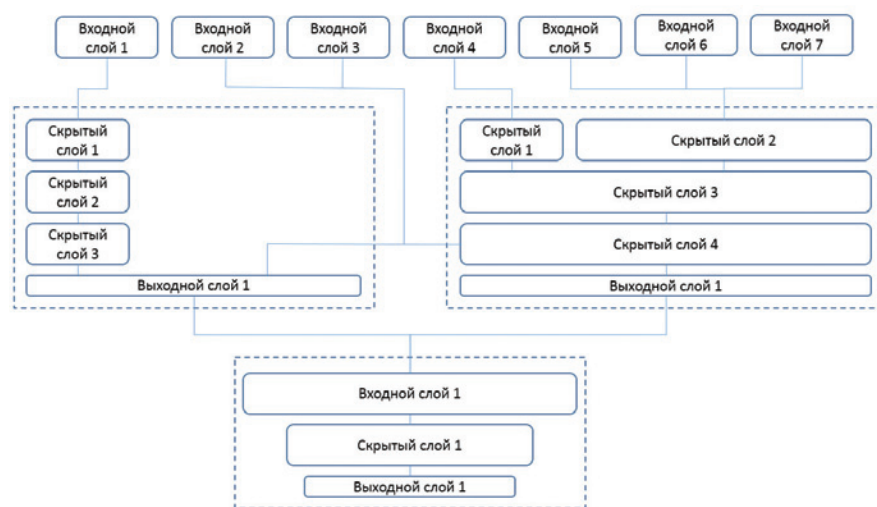 Входной
слой 1
Входной
слой 2
Входной
слой 3
Входной
слой 4
Входной
слой 5
Входной
слой 6
Входной
слой 7
Скрытый
слой 1
Скрытый
слой 2
Скрытый
слой 3
Выходной слой 1
Скрытый
слой 1
Скрытый слой 2
Скрытый слой 3
Скрытый слой 4
Выходной слой 1
Входной слой 1
Скрытый слой 1
Выходной слой 1